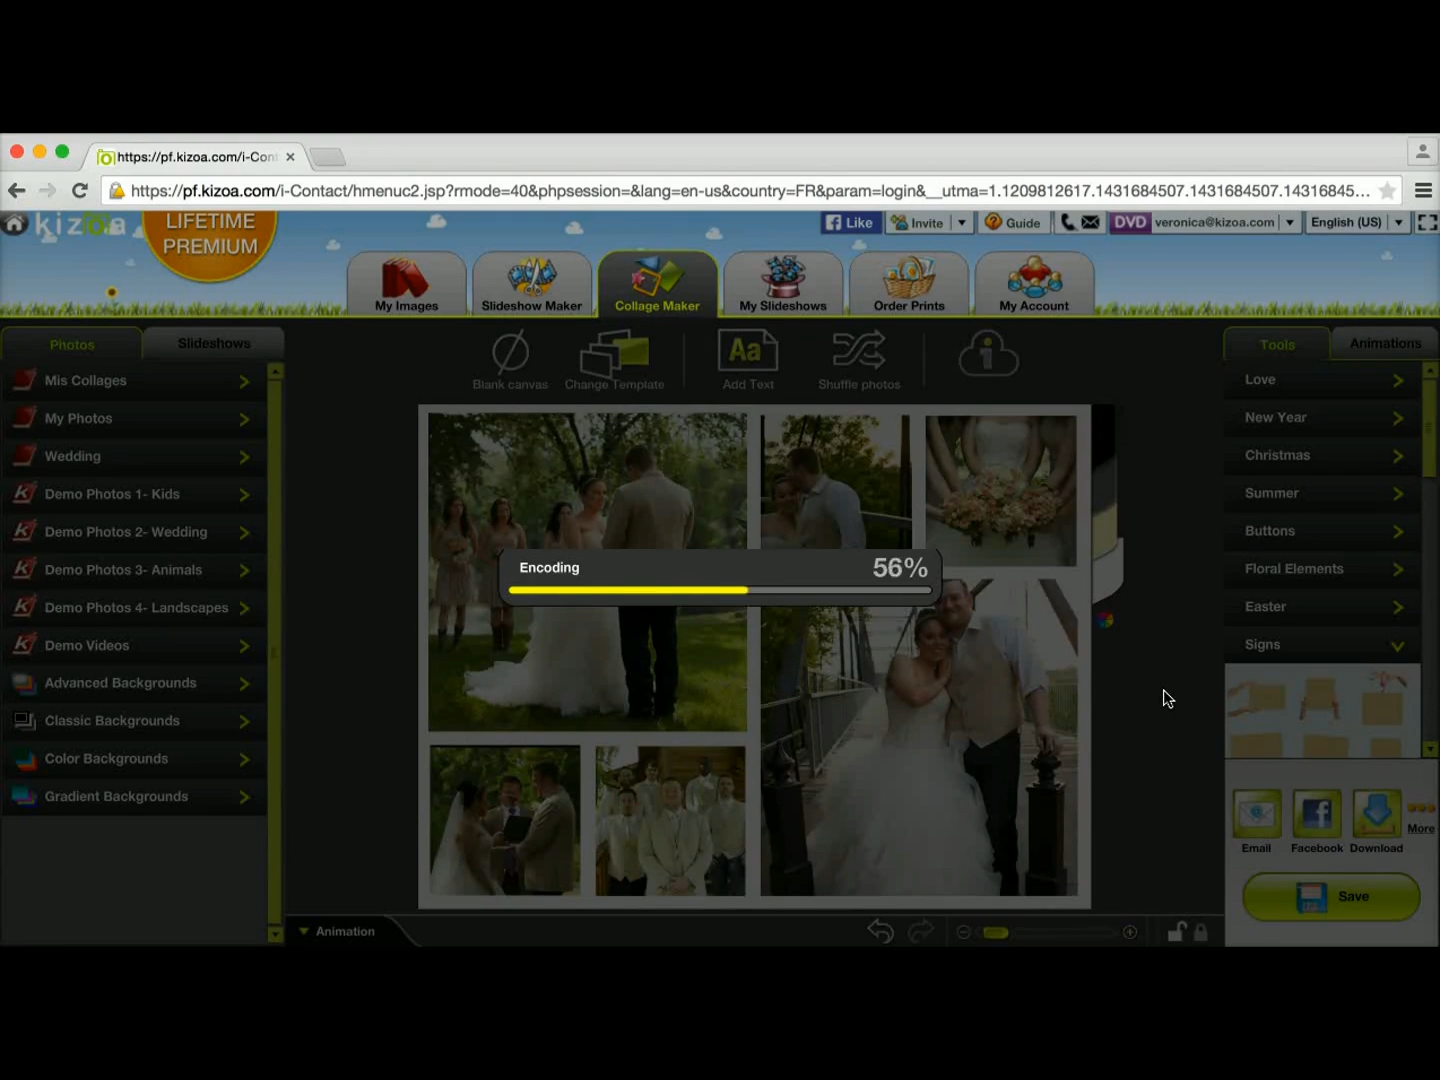 https://pf.kizoa.com/i-Con
https://pf.kizoa.com/i-Contact/hmenuc2.jsp?rmode=40&phpsession=&lang=en-us&country=FR&param=login&__utma=1.1209812617.1431684507.1431684507.14316845...
kizoa
LIFETIME
PREMIUM
Like
Invite
Guide
DVD
veronica@kizoa.com
English (US)
My Images
Slideshow Maker
Collage Maker
My Slideshows
Order Prints
My Account
Photos
Slideshows
Mis Collages
My Photos
Wedding
Demo Photos 1- Kids
Demo Photos 2- Wedding
Demo Photos 3- Animals
Demo Photos 4- Landscapes
Demo Videos
Advanced Backgrounds
Classic Backgrounds
Color Backgrounds
Gradient Backgrounds
Blank canvas
Change Template
Aa
Add Text
Shuffle photos
Encoding
56%
Tools
Animations
Love
New Year
Christmas
Summer
Buttons
Floral Elements
Easter
Signs
Email
Facebook
Download
More
Save
Animation